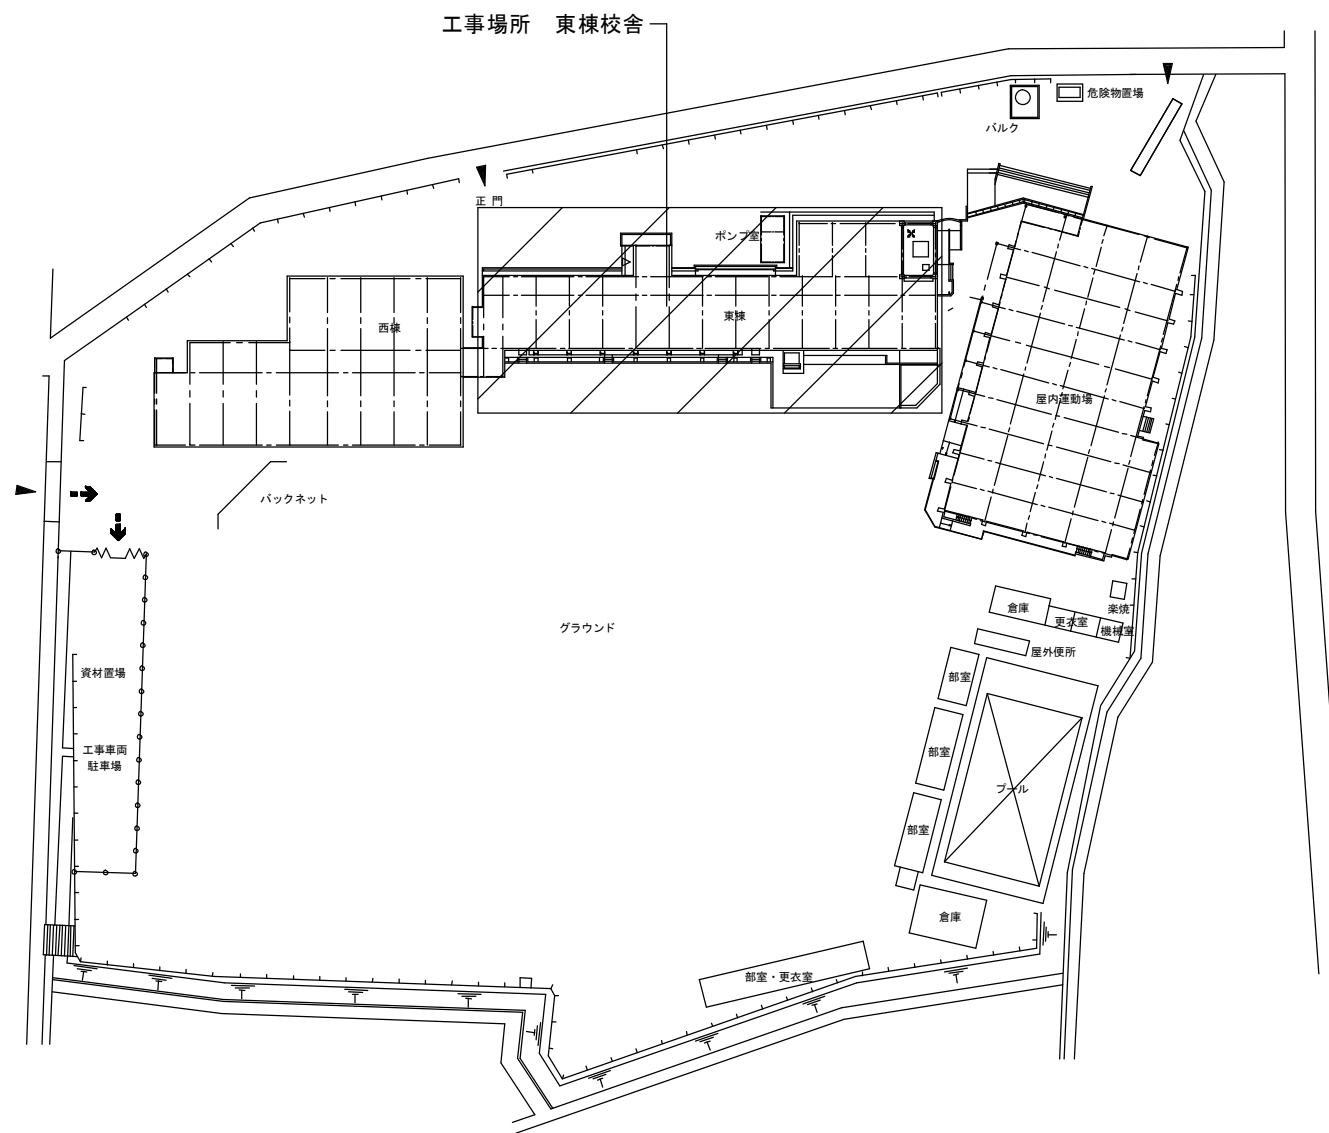 工事場所　東棟校舎
危険物置場
バルク
正 門
ポンプ室
東棟
西棟
屋内運動場
バックネット
楽焼
倉庫
更衣室
機械室
グラウンド
屋外便所
資材置場
部室
工事車両
駐車場
部室
プール
部室
倉庫
部室・更衣室